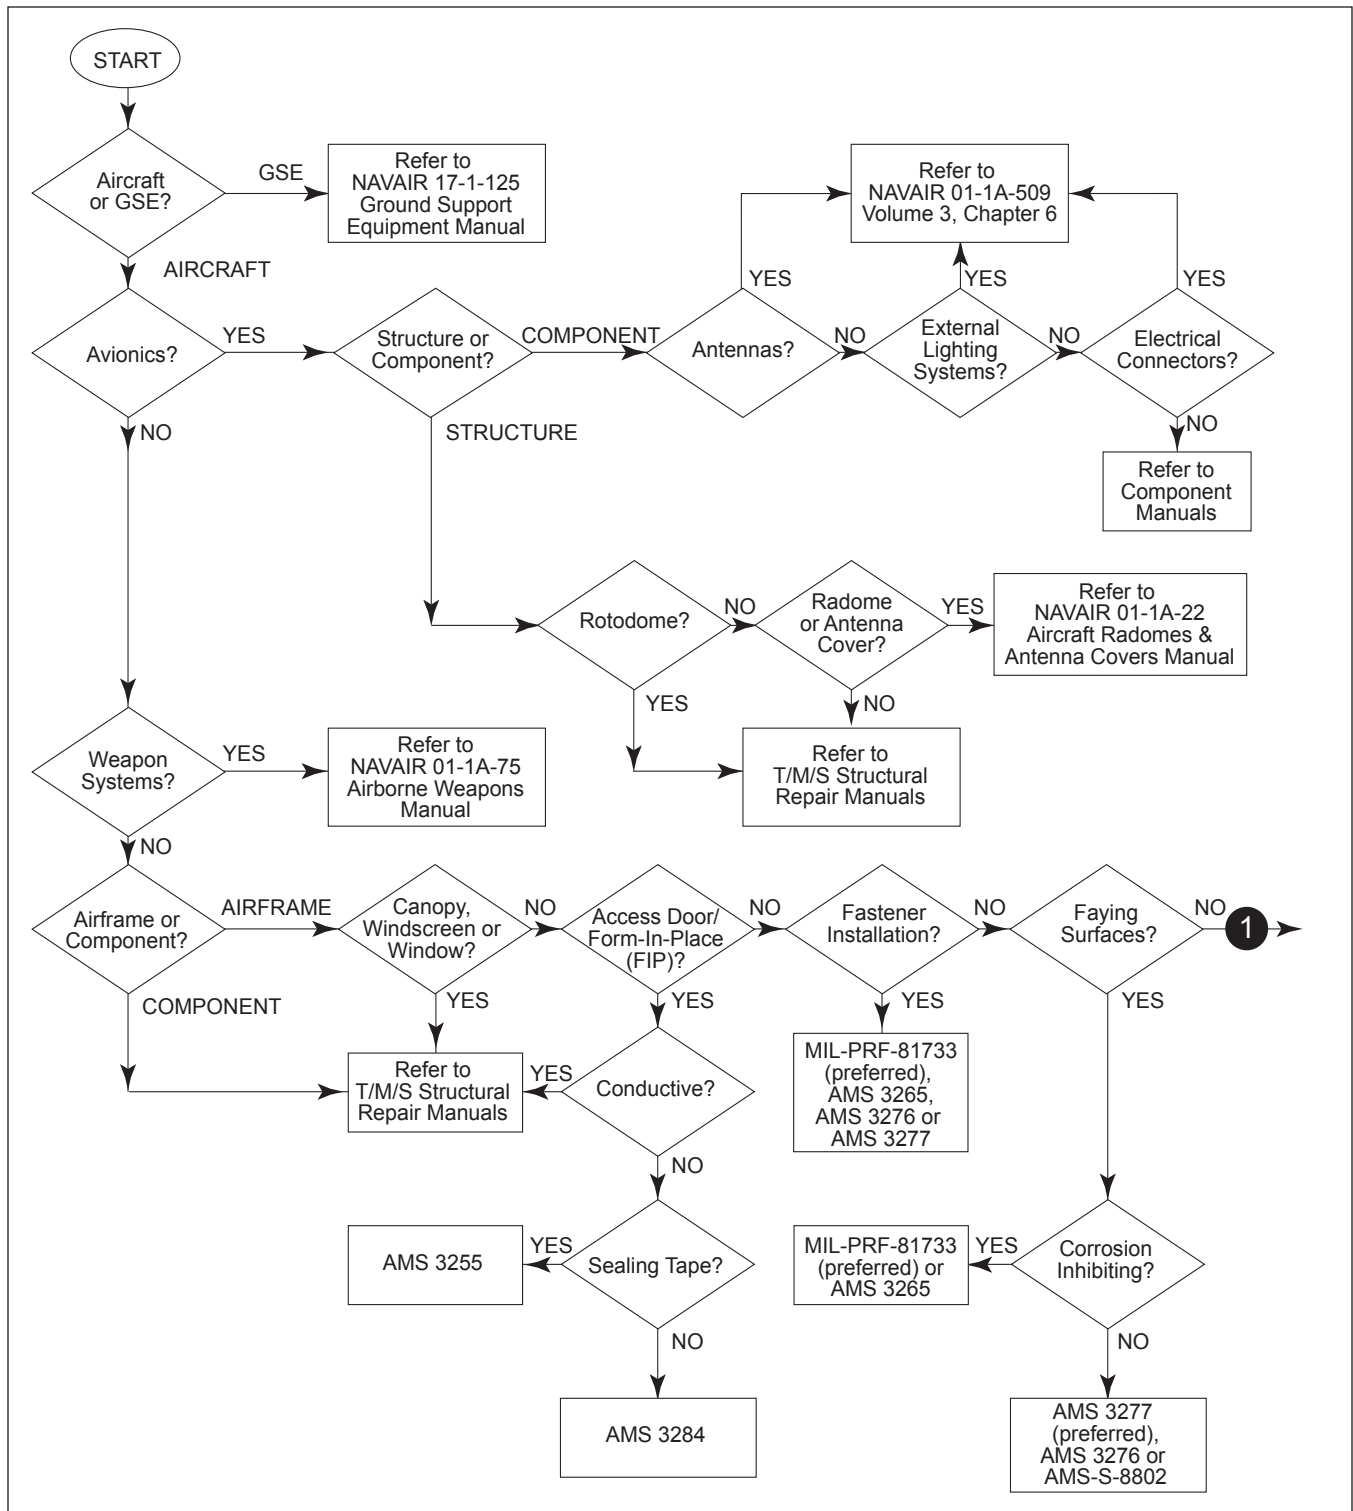 START
Aircraft
or GSE?
GSE
Refer to
NAVAIR 17-1-125
Ground Support
Equipment Manual
Refer to
NAVAIR 01-1A-509
Volume 3, Chapter 6
AIRCRAFT
YES
YES
YES
Avionics?
YES
Structure or
Component?
COMPONENT
Antennas?
NO
External
Lighting
Systems?
NO
Electrical
Connectors?
NO
STRUCTURE
NO
Refer to
Component
Manuals
Rotodome?
NO
Radome
or Antenna
Cover?
YES
Refer to
NAVAIR 01-1A-22
Aircraft Radomes &
Antenna Covers Manual
YES
NO
Refer to
T/M/S Structural
Repair Manuals
Weapon
Systems?
YES
Refer to
NAVAIR 01-1A-75
Airborne Weapons
Manual
NO
Airframe or
Component?
AIRFRAME
Canopy,
Windscreen or
Window?
NO
Access Door/
Form-In-Place
(FIP)?
NO
Fastener
Installation?
NO
Faying
Surfaces?
NO
1
COMPONENT
YES
YES
YES
YES
Refer to
T/M/S Structural
Repair Manuals
YES
Conductive?
MIL-PRF-81733
(preferred),
AMS 3265,
AMS 3276 or
AMS 3277
NO
AMS 3255
YES
Sealing Tape?
MIL-PRF-81733
(preferred) or
AMS 3265
YES
Corrosion
Inhibiting?
NO
NO
AMS 3284
AMS 3277
(preferred),
AMS 3276 or
AMS-S-8802